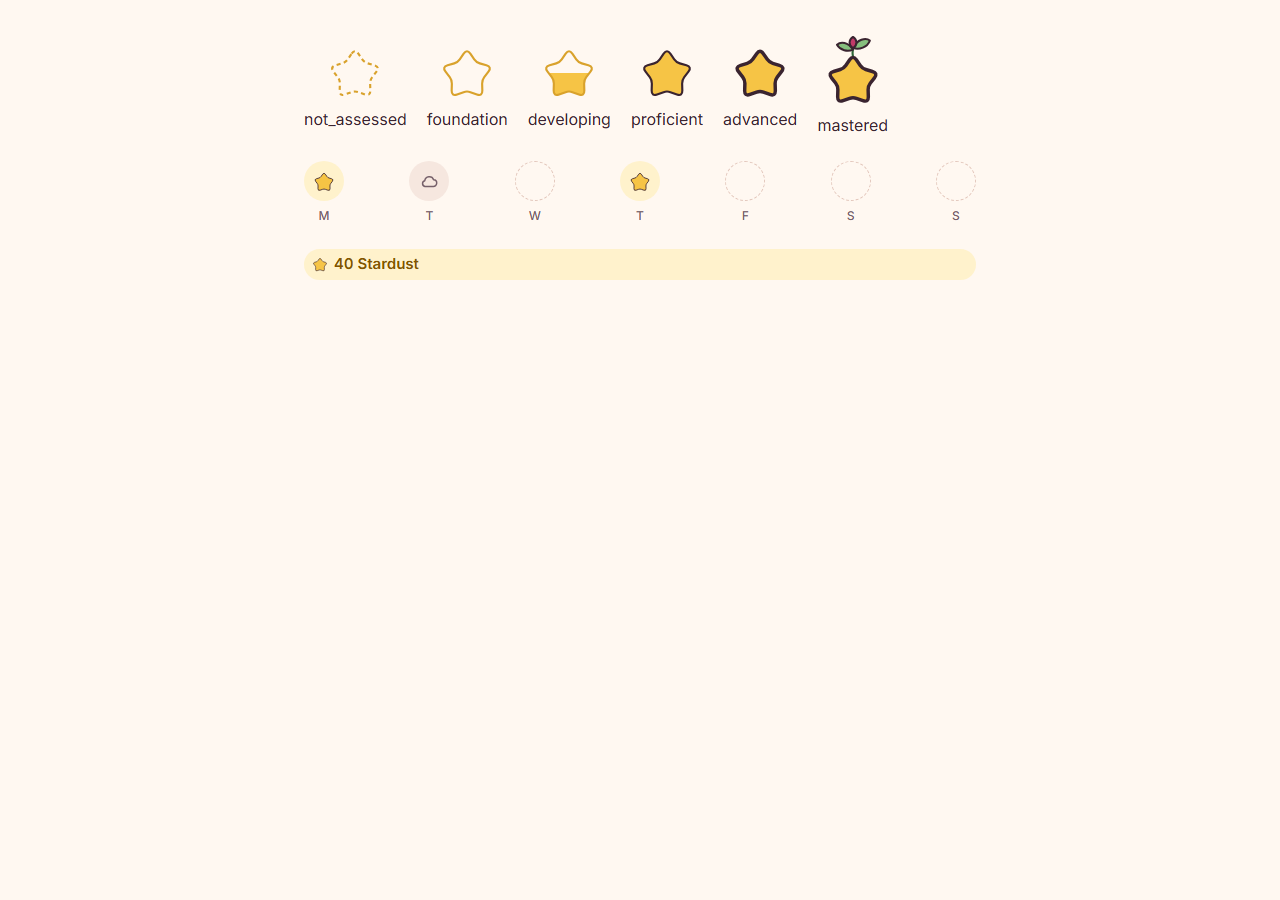 not_assessed foundation developing proficient advanced mastered
M T W T F S S
40 Stardust